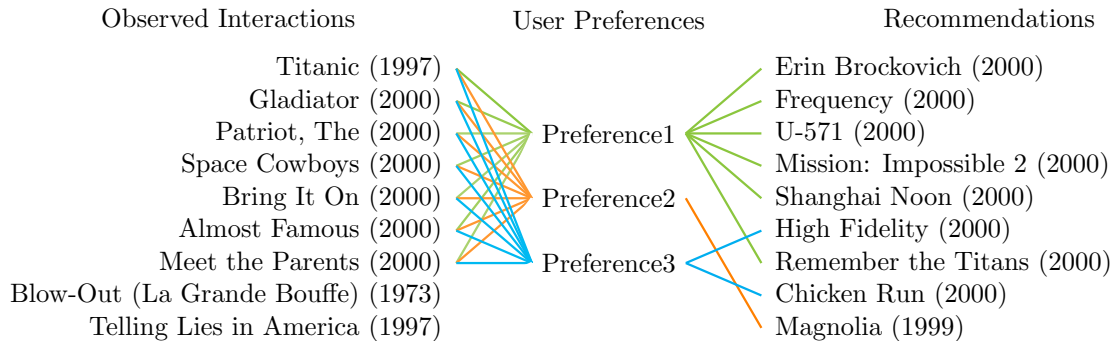 Observed Interactions
User Preferences
Recommendations
Titanic (1997)
Gladiator (2000)
Patriot, The (2000)
Space Cowboys (2000)
Bring It On (2000)
Almost Famous (2000)
Meet the Parents (2000)
Blow-Out (La Grande Bouffe) (1973)
Telling Lies in America (1997)
Preference1
Preference2
Preference3
Erin Brockovich (2000)
Frequency (2000)
U-571 (2000)
Mission: Impossible 2 (2000)
Shanghai Noon (2000)
High Fidelity (2000)
Remember the Titans (2000)
Chicken Run (2000)
Magnolia (1999)